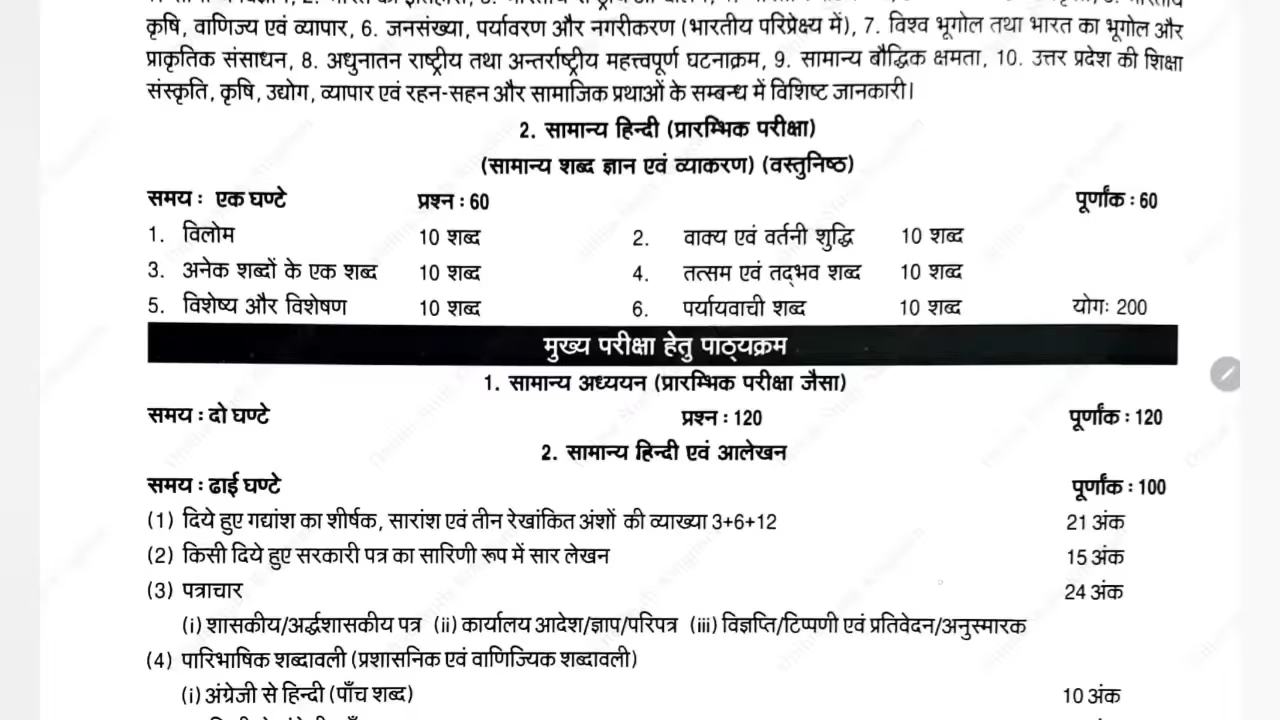 कृषि, वाणिज्य एवं व्यापार, 6. जनसंख्या, पर्यावरण और नगरीकरण (भारतीय परिप्रेक्ष्य में), 7. विश्व भूगोल तथा भारत का भूगोल और
प्राकृतिक संसाधन, 8. अधुनातन राष्ट्रीय तथा अन्तर्राष्ट्रीय महत्त्वपूर्ण घटनाक्रम, 9. सामान्य बौद्धिक क्षमता, 10. उत्तर प्रदेश की शिक्षा
संस्कृति, कृषि, उद्योग, व्यापार एवं रहन-सहन और सामाजिक प्रथाओं के सम्बन्ध में विशिष्ट जानकारी।
2. सामान्य हिन्दी (प्रारम्भिक परीक्षा)
(सामान्य शब्द ज्ञान एवं व्याकरण) (वस्तुनिष्ठ)
समय : एक घण्टे प्रश्न : 60 पूर्णांक : 60
1. विलोम 10 शब्द 2. वाक्य एवं वर्तनी शुद्धि 10 शब्द
3. अनेक शब्दों के एक शब्द 10 शब्द 4. तत्सम एवं तद्भव शब्द 10 शब्द
5. विशेष्य और विशेषण 10 शब्द 6. पर्यायवाची शब्द 10 शब्द योगः 200
मुख्य परीक्षा हेतु पाठ्यक्रम
1. सामान्य अध्ययन (प्रारम्भिक परीक्षा जैसा)
समय : दो घण्टे प्रश्न : 120 पूर्णांक : 120
2. सामान्य हिन्दी एवं आलेखन
समय : ढाई घण्टे पूर्णांक : 100
(1) दिये हुए गद्यांश का शीर्षक, सारांश एवं तीन रेखांकित अंशों की व्याख्या 3+6+12 21 अंक
(2) किसी दिये हुए सरकारी पत्र का सारिणी रूप में सार लेखन 15 अंक
(3) पत्राचार 24 अंक
(i) शासकीय/अर्द्धशासकीय पत्र (ii) कार्यालय आदेश/ज्ञाप/परिपत्र (iii) विज्ञप्ति/टिप्पणी एवं प्रतिवेदन/अनुस्मारक
(4) पारिभाषिक शब्दावली (प्रशासनिक एवं वाणिज्यिक शब्दावली)
(i) अंग्रेजी से हिन्दी (पाँच शब्द) 10 अंक